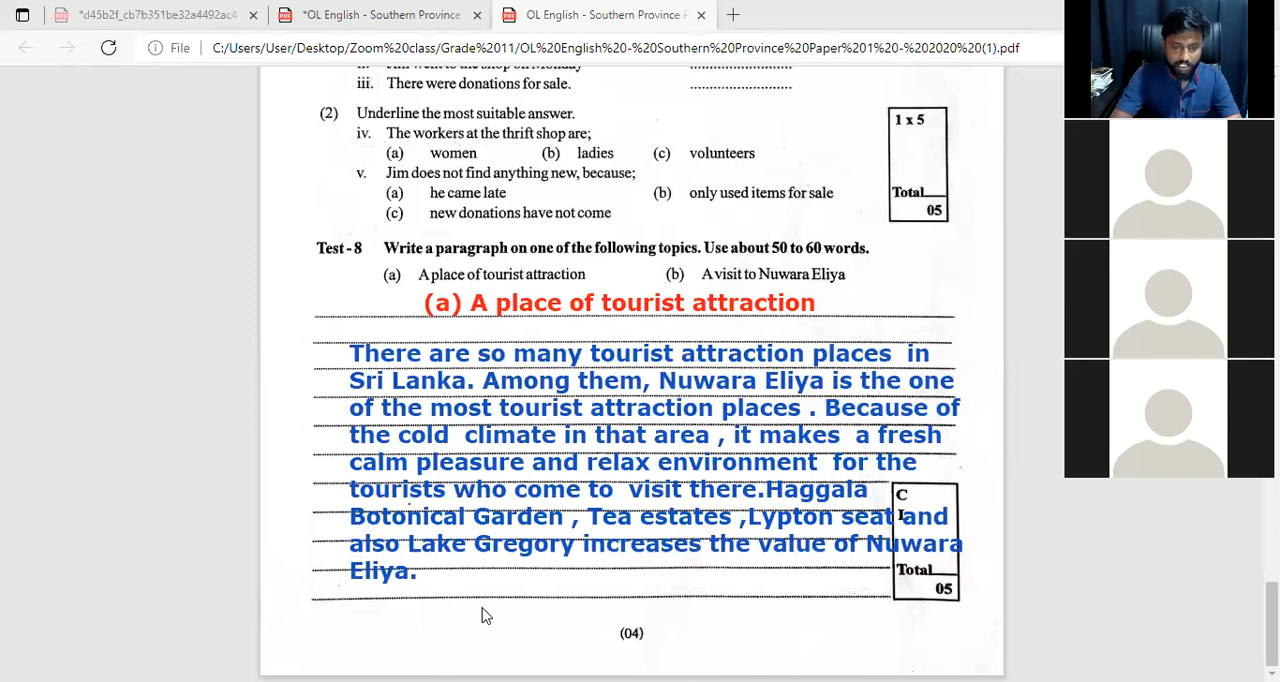 *d45b2f_cb7b351be32a4492ac4
*OL English - Southern Province
OL English - Southern Province P
File
C:/Users/User/Desktop/Zoom%20class/Grade%2011/OL%20English%20-%20Southern%20Province%20Paper%201%20-%202020%20(1).pdf
iii. There were donations for sale. ..........................
(2) Underline the most suitable answer.
iv. The workers at the thrift shop are;
(a) women (b) ladies (c) volunteers
v. Jim does not find anything new, because;
(a) he came late (b) only used items for sale
(c) new donations have not come
1 x 5
Total
05
Test - 8 Write a paragraph on one of the following topics. Use about 50 to 60 words.
(a) A place of tourist attraction (b) A visit to Nuwara Eliya
(a) A place of tourist attraction
There are so many tourist attraction places in
Sri Lanka. Among them, Nuwara Eliya is the one
of the most tourist attraction places . Because of
the cold climate in that area , it makes a fresh
calm pleasure and relax environment for the
tourists who come to visit there.Haggala
Botonical Garden , Tea estates ,Lypton seat and
also Lake Gregory increases the value of Nuwara
Eliya.
C
L
Total
05
(04)